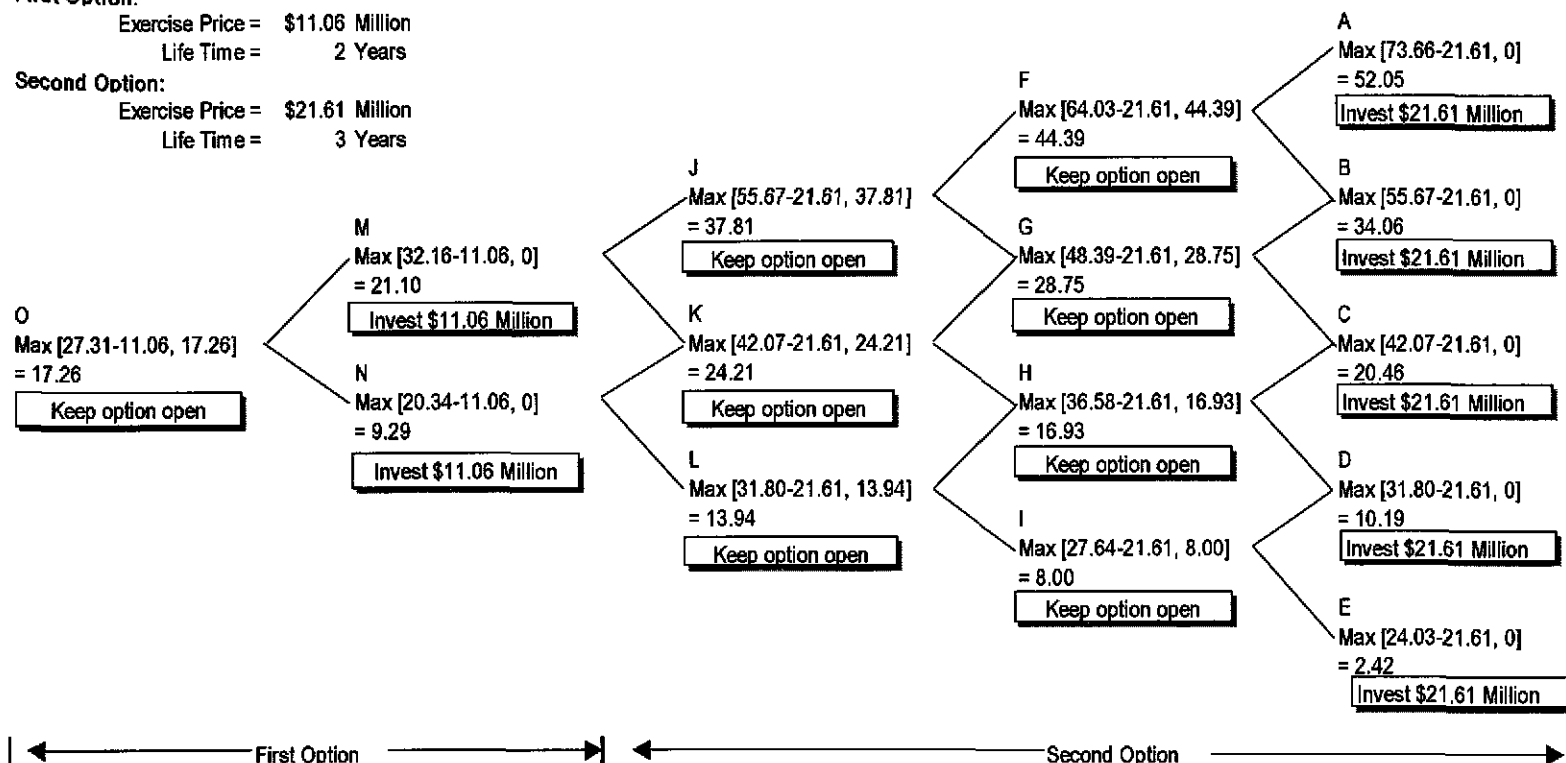 First Option:
Exercise Price = $11.06 Million
Life Time = 2 Years
Second Option:
Exercise Price = $21.61 Million
Life Time = 3 Years
O
Max [27.31-11.06, 17.26]
= 17.26
Keep option open
M
Max [32.16-11.06, 0]
= 21.10
Invest $11.06 Million
N
Max [20.34-11.06, 0]
= 9.29
Invest $11.06 Million
J
Max [55.67-21.61, 37.81]
= 37.81
Keep option open
K
Max [42.07-21.61, 24.21]
= 24.21
Keep option open
L
Max [31.80-21.61, 13.94]
= 13.94
Keep option open
F
Max [64.03-21.61, 44.39]
= 44.39
Keep option open
G
Max [48.39-21.61, 28.75]
= 28.75
Keep option open
H
Max [36.58-21.61, 16.93]
= 16.93
Keep option open
I
Max [27.64-21.61, 8.00]
= 8.00
Keep option open
A
Max [73.66-21.61, 0]
= 52.05
Invest $21.61 Million
B
Max [55.67-21.61, 0]
= 34.06
Invest $21.61 Million
C
Max [42.07-21.61, 0]
= 20.46
Invest $21.61 Million
D
Max [31.80-21.61, 0]
= 10.19
Invest $21.61 Million
E
Max [24.03-21.61, 0]
= 2.42
Invest $21.61 Million
First Option
Second Option